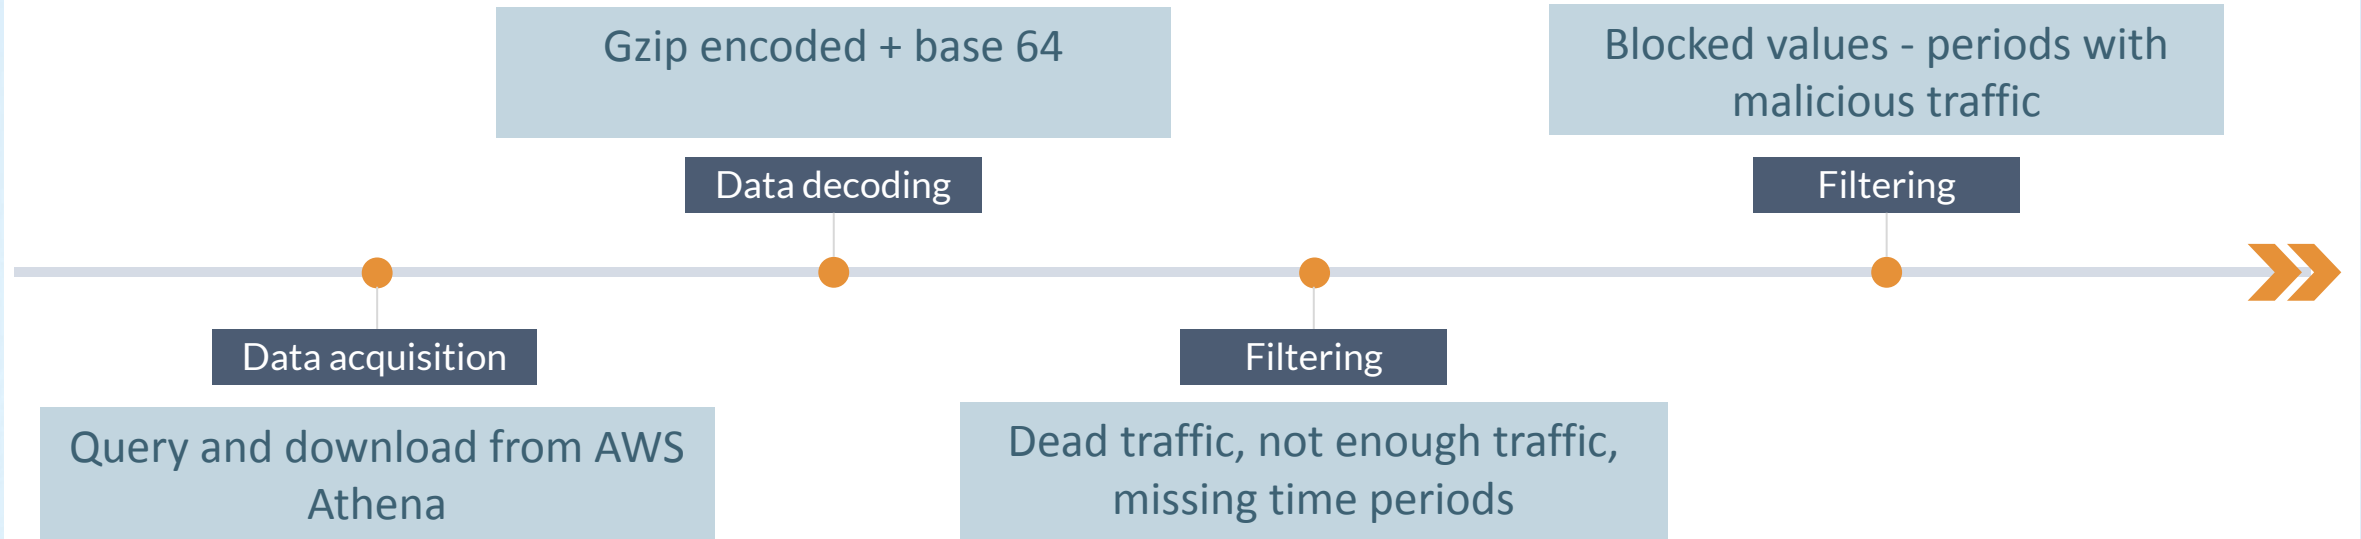 Gzip encoded + base 64
Data decoding
Blocked values - periods with
malicious traffic
Filtering
Data acquisition
Query and download from AWS
Athena
Filtering
Dead traffic, not enough traffic,
missing time periods